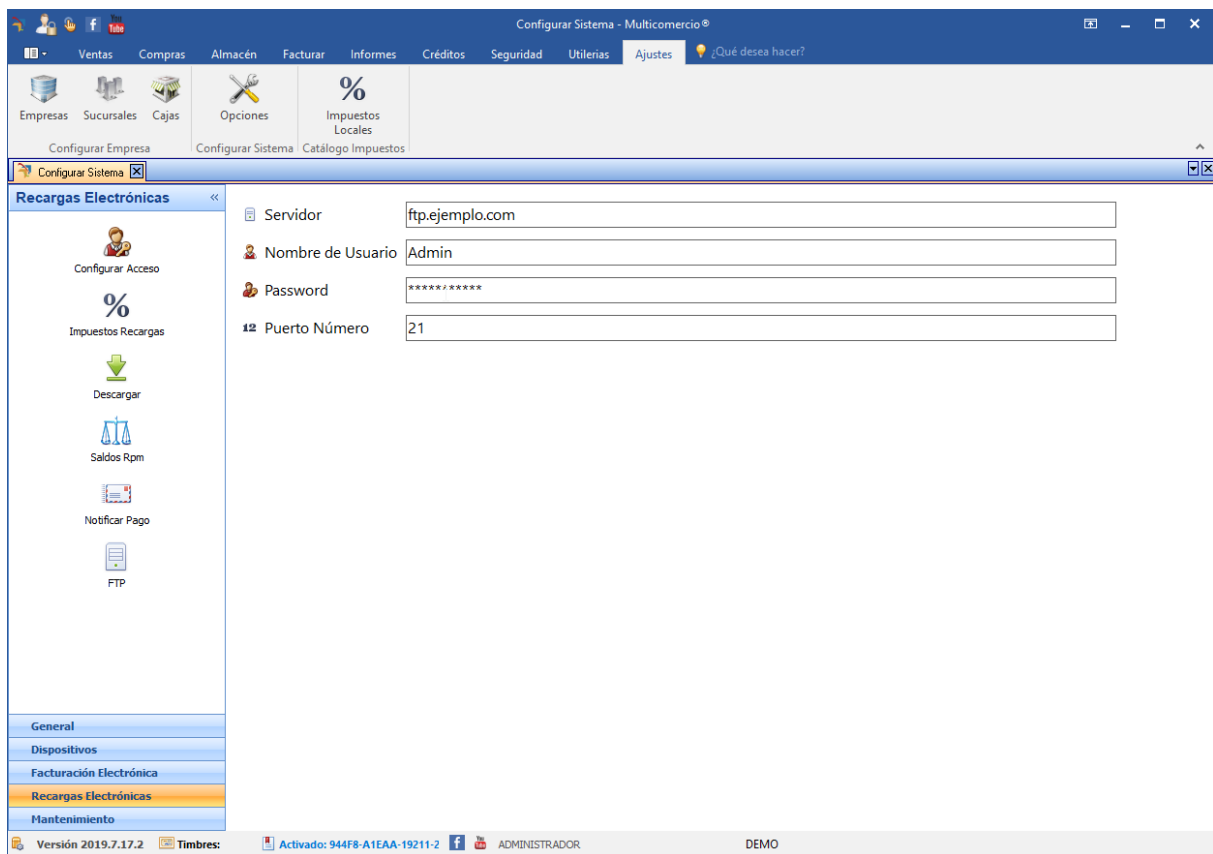 Configurar Sistema - Multicomercio®
Ventas Compras Almacén Facturar Informes Créditos Seguridad Utilerias Ajustes ¿Qué desea hacer?
Empresas Sucursales Cajas Opciones % Impuestos Locales
Configurar Empresa Configurar Sistema Catálogo Impuestos
Configurar Sistema
Recargas Electrónicas «
Configurar Acceso
%
Impuestos Recargas
Descargar
Saldos Rpm
Notificar Pago
FTP
Servidor ftp.ejemplo.com
Nombre de Usuario Admin
Password ***********
12 Puerto Número 21
General
Dispositivos
Facturación Electrónica
Recargas Electrónicas
Mantenimiento
Versión 2019.7.17.2 Timbres: Activado: 944F8-A1EAA-19211-2 f You Tube ADMINISTRADOR DEMO